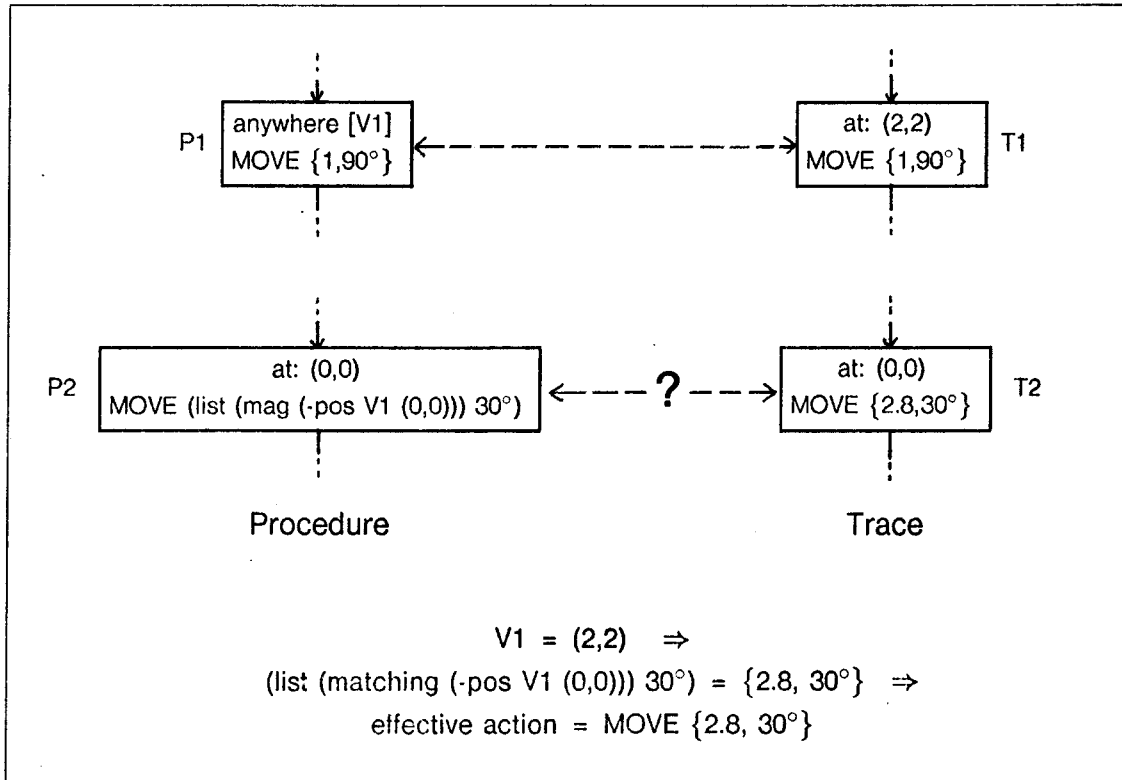 P1
anywhere [V1]
MOVE {1,90°}
at: (2,2)
MOVE {1,90°}
T1
P2
at: (0,0)
MOVE (list (mag (-pos V1 (0,0))) 30°)
?
at: (0,0)
MOVE {2.8,30°}
T2
Procedure
Trace
V1 = (2,2) ⇒
(list (matching (-pos V1 (0,0))) 30°) = {2.8, 30°} ⇒
effective action = MOVE {2.8, 30°}